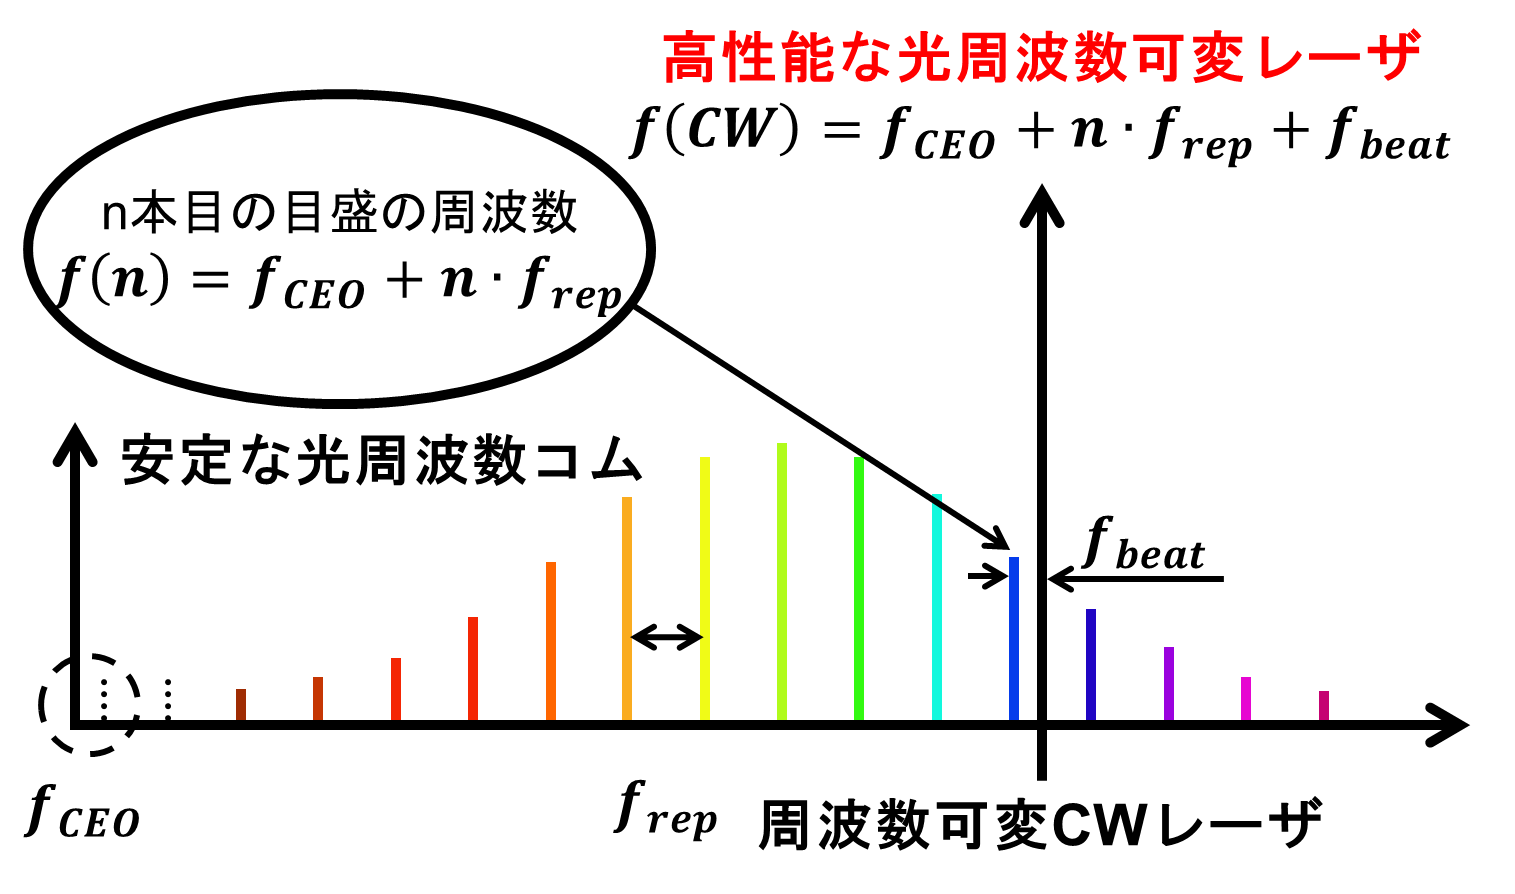 高性能な光周波数可変レーザ
f(CW) = f_CEO + n · f_rep + f_beat
n本目の目盛の周波数
f(n) = f_CEO + n · f_rep
安定な光周波数コム
f_beat
f_CEO
f_rep
周波数可変CWレーザ